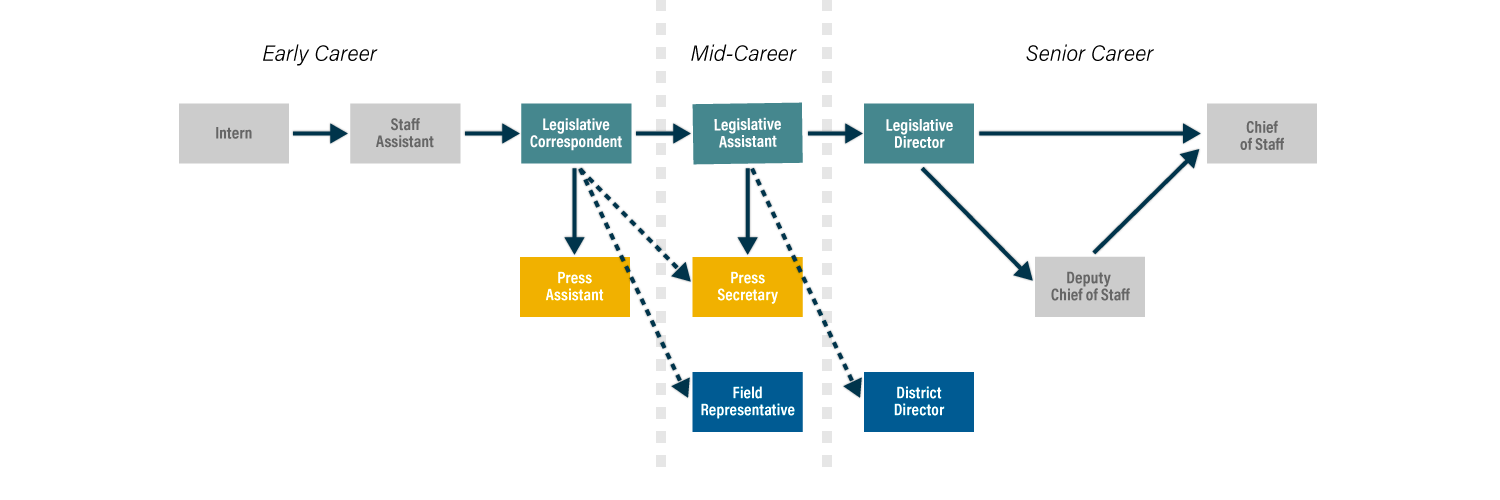 Early Career
Mid-Career
Senior Career
Intern
Staff
Assistant
Legislative
Correspondent
Legislative
Assistant
Legislative
Director
Chief
of Staff
Press
Assistant
Press
Secretary
Deputy
Chief of Staff
Field
Representative
District
Director